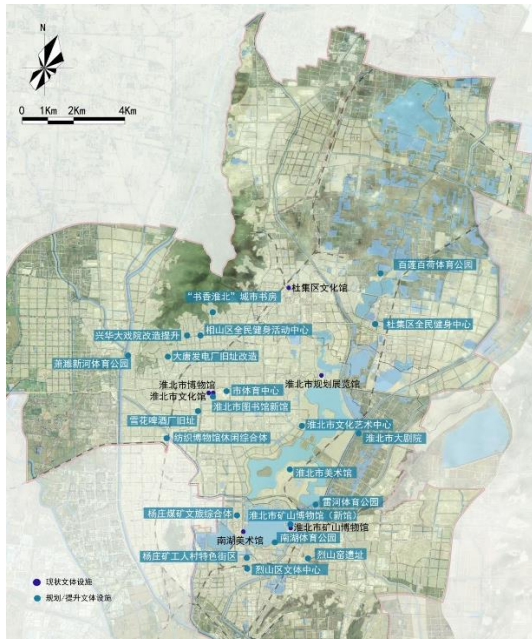 N
0 1Km 2Km 4Km
百莲百荷体育公园
杜集区文化馆
“书香淮北”城市书房
杜集区全民健身中心
兴华大戏院改造提升
相山区全民健身活动中心
萧濉新河体育公园
大唐发电厂旧址改造
淮北市博物馆
淮北市规划展览馆
淮北市文化馆
市体育中心
淮北市图书馆新馆
雪花啤酒厂旧址
淮北市文化艺术中心
淮北市大剧院
纺织博物馆休闲综合体
淮北市美术馆
雷河体育公园
杨庄煤矿文旅综合体
淮北市矿山博物馆（新馆）
淮北市矿山博物馆
南湖美术馆
南湖体育公园
杨庄矿工人村特色街区
烈山窑遗址
烈山区文体中心
现状文体设施
规划/提升文体设施